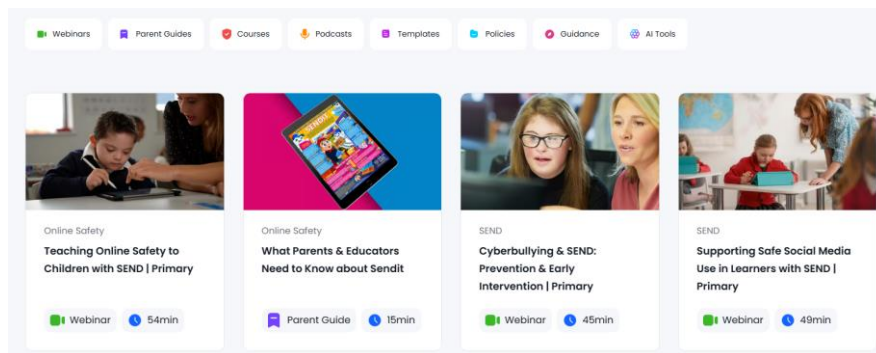 Webinars
Parent Guides
Courses
Podcasts
Templates
Policies
Guidance
AI Tools
SENDIT
Online Safety
Teaching Online Safety to
Children with SEND | Primary
Webinar
54min
Online Safety
What Parents & Educators
Need to Know about Sendit
Parent Guide
15min
SEND
Cyberbullying & SEND:
Prevention & Early
Intervention | Primary
Webinar
45min
SEND
Supporting Safe Social Media
Use in Learners with SEND |
Primary
Webinar
49min